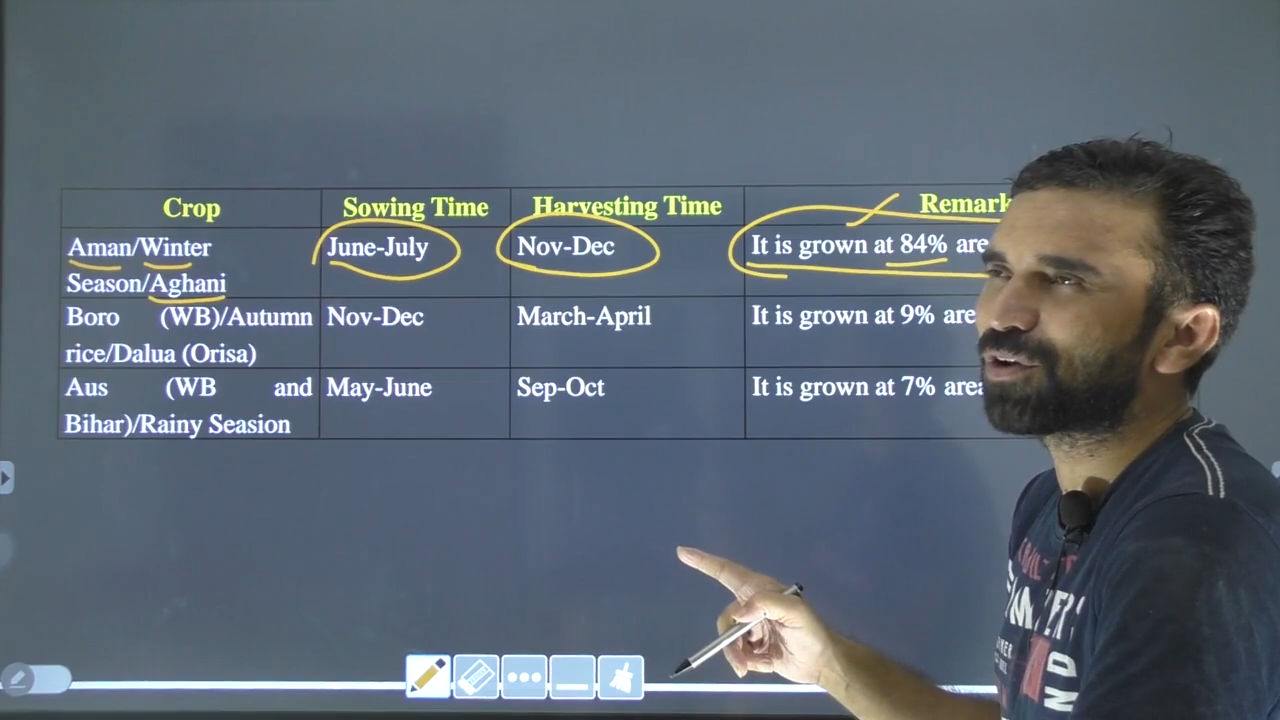 Crop Sowing Time Harvesting Time Remark
Aman/Winter June-July Nov-Dec It is grown at 84%
Season/Aghani
Boro (WB)/Autumn Nov-Dec March-April It is grown at 9%
rice/Dalua (Orisa)
Aus (WB and May-June Sep-Oct It is grown at 7% area
Bihar)/Rainy Seasion